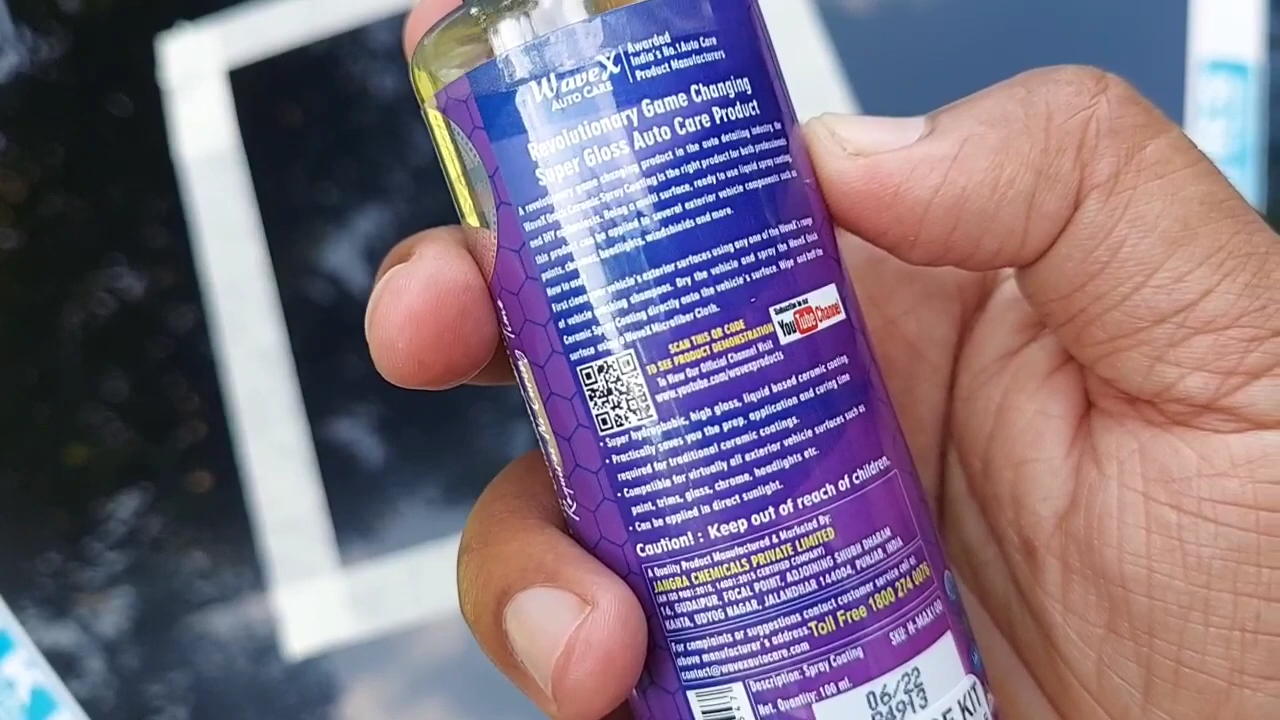 WaveX
AUTO CARE
Awarded
India's No.1 Auto Care
Product Manufacturers
Revolutionary Game Changing
Super Gloss Auto Care Product
A revolutionary game changing product in the auto detailing industry, the
WaveX Quick Ceramic Spray Coating is the right product for both professionals
and DIY enthusiasts. Being a multi surface, ready to use liquid spray coating,
this product can be applied to several exterior vehicle components such as
paints, chromes, headlights, windshields and more.
How to use:
First clean your vehicle's exterior surfaces using any one of the WaveX's range
of vehicle washing shampoos. Dry the vehicle and spray the WaveX Quick
Ceramic Spray Coating directly onto the vehicle's surface. Wipe and buff the
surface using a WaveX Microfiber Cloth.
SCAN THIS QR CODE
TO SEE PRODUCT DEMONSTRATION
To View Our Official Channel Visit
www.youtube.com/wavexproducts
Subscribe to our
YouTube Channel
• Super hydrophobic, high gloss, liquid based ceramic coating.
• Practically saves you the prep, application and curing time
required for traditional ceramic coatings.
• Compatible for virtually all exterior vehicle surfaces such as
paint, trims, glass, chrome, headlights etc.
• Can be applied in direct sunlight.
Caution! : Keep out of reach of children.
A Quality Product Manufactured & Marketed By:
JANGRA CHEMICALS PRIVATE LIMITED
(AN ISO 9001:2015, 14001:2015 CERTIFIED COMPANY)
14, GUDAIPUR, FOCAL POINT, ADJOINING SHUBH DHARAM
KANTA, UDYOG NAGAR, JALANDHAR 144004, PUNJAB, INDIA
For complaints or suggestions contact customer service cell at
above manufacturer's address. Toll Free 1800 274 0076
contact@wavexautocare.com
Description: Spray Coating
SKU: N-MAX100
Net. Quantity: 100 ml.
06/22
KIT